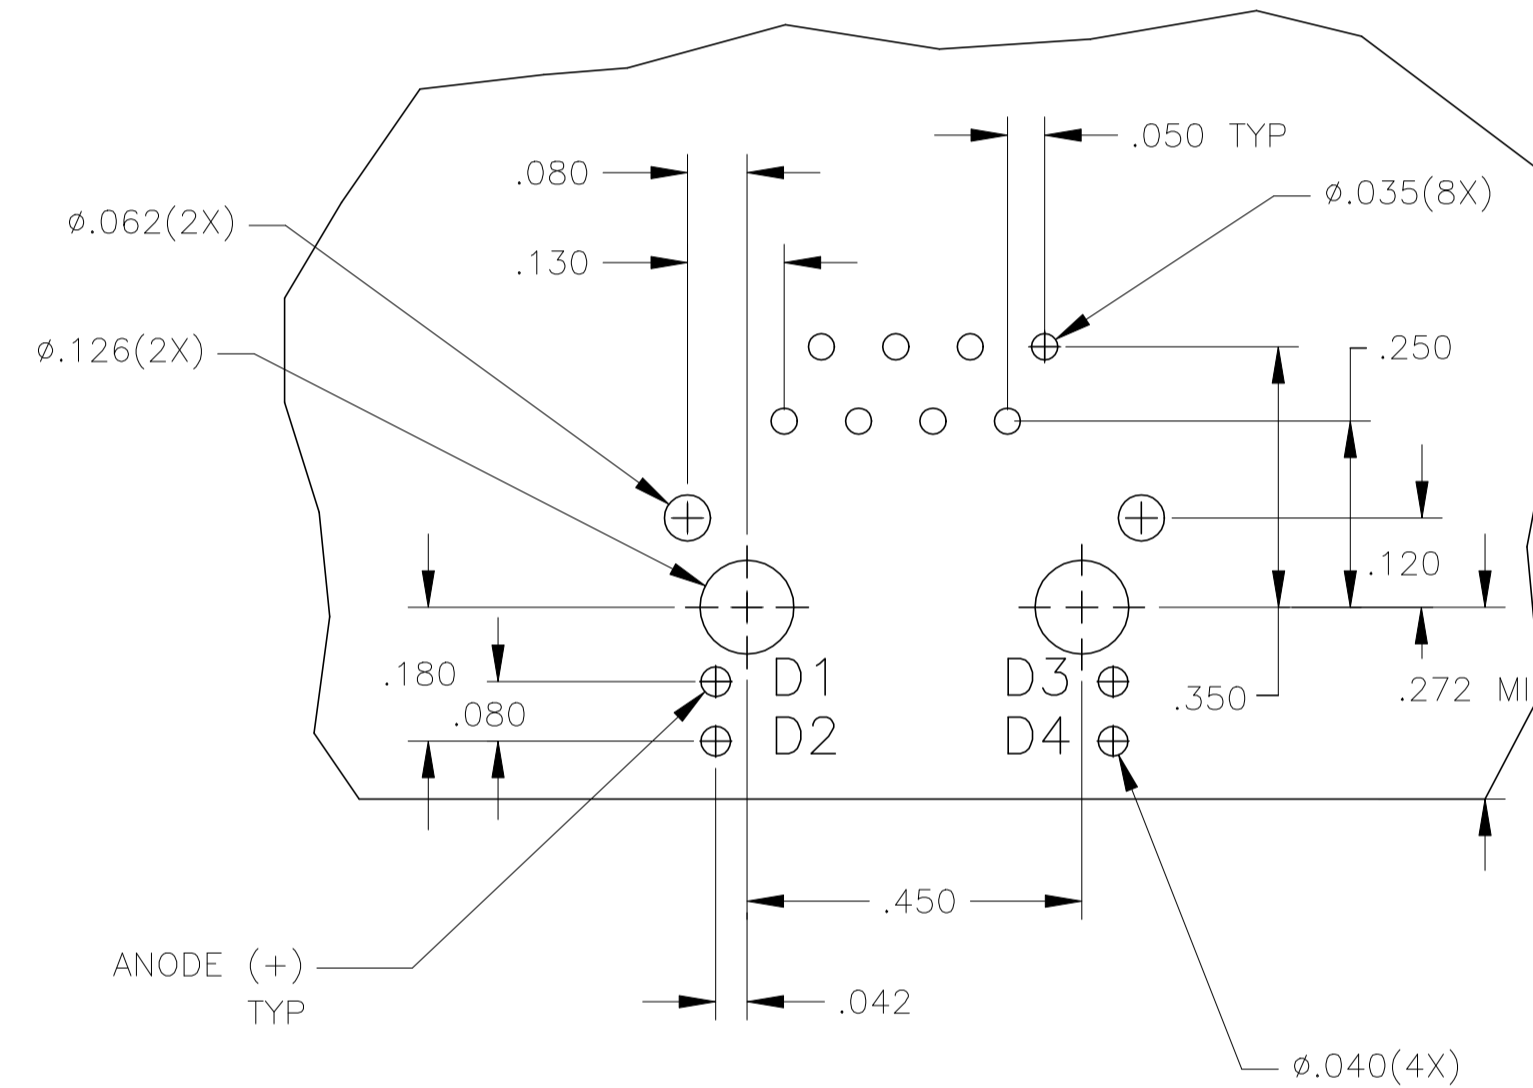 .050 TYP
.080
ø.035(8X)
ø.062(2X)
.130
ø.126(2X)
.250
.120
D1
D3
.180
.350
.272 MI
.080
D2
D4
.450
ANODE (+)
TYP
.042
ø.040(4X)